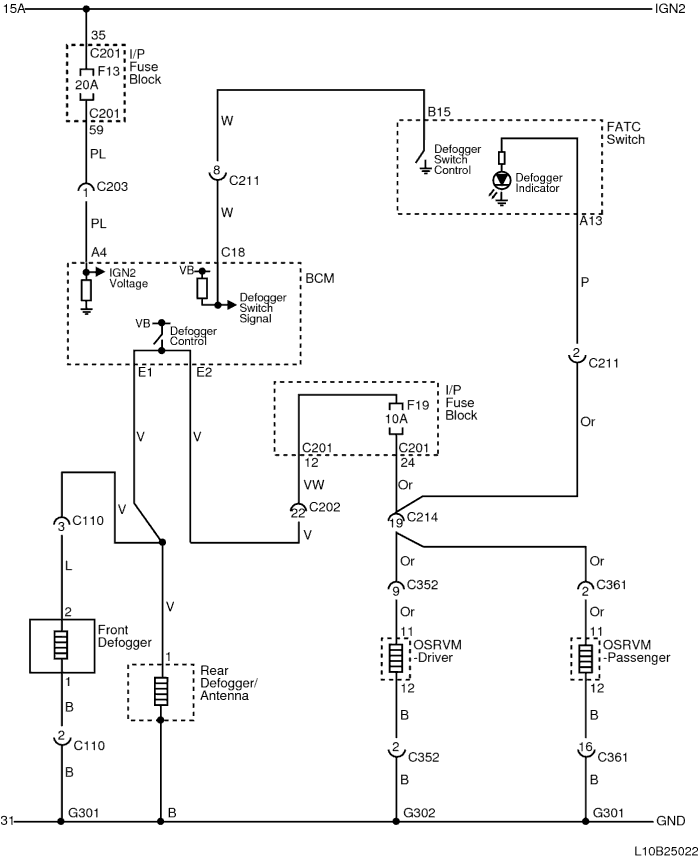 15A
IGN2
35
C201
I/P
Fuse
Block
F13
20A
C201
59
PL
C203
1
PL
A4
W
8
C211
W
C18
B15
FATC
Switch
Defogger
Switch
Control
Defogger
Indicator
A13
P
2
C211
Or
IGN2
Voltage
VB
Defogger
Switch
Signal
BCM
VB
Defogger
Control
E1
E2
V
V
I/P
Fuse
Block
F19
10A
C201
C201
12
24
VW
Or
22
C202
V
19
C214
V
3
C110
L
V
Or
9
C352
Or
Or
2
C361
Or
2
Front
Defogger
1
B
2
C110
B
1
Rear
Defogger/
Antenna
11
OSRVM
-Driver
12
B
2
C352
B
11
OSRVM
-Passenger
12
B
16
C361
B
31
G301
B
G302
G301
GND
L10B25022